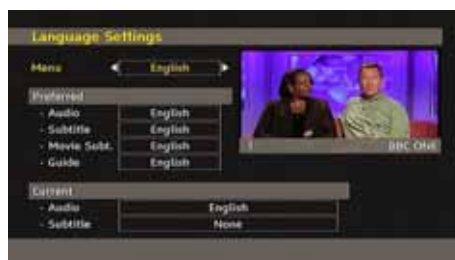 Language Settings
Menu English
Preferred
- Audio English
- Subtitle English
- Movie Subt. English
- Guide English
1 BBC ONE
Current
- Audio English
- Subtitle None